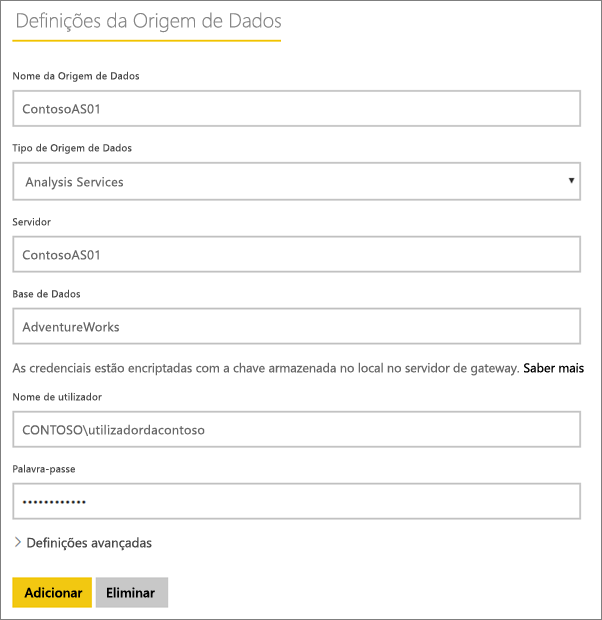 Definições da Origem de Dados
Nome da Origem de Dados
ContosoAS01
Tipo de Origem de Dados
Analysis Services
Servidor
ContosoAS01
Base de Dados
AdventureWorks
As credenciais estão encriptadas com a chave armazenada no local no servidor de gateway. Saber mais
Nome de utilizador
CONTOSO\utilizadordacontoso
Palavra-passe
••••••••••••
Definições avançadas
Adicionar Eliminar